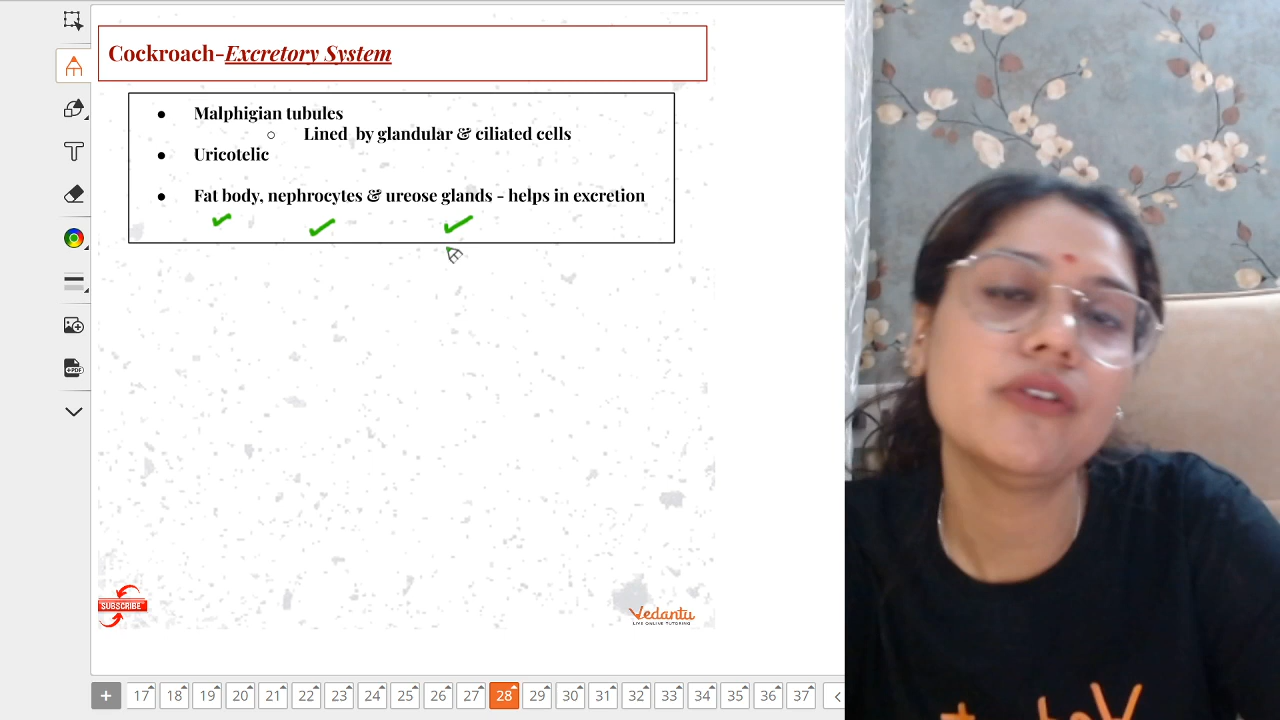 Cockroach-Excretory System
● Malphigian tubules
○ Lined by glandular & ciliated cells
● Uricotelic
● Fat body, nephrocytes & ureose glands - helps in excretion
SUBSCRIBE
Vedantu
LIVE ONLINE TUTORING
+ 17 18 19 20 21 22 23 24 25 26 27 28 29 30 31 32 33 34 35 36 37 <